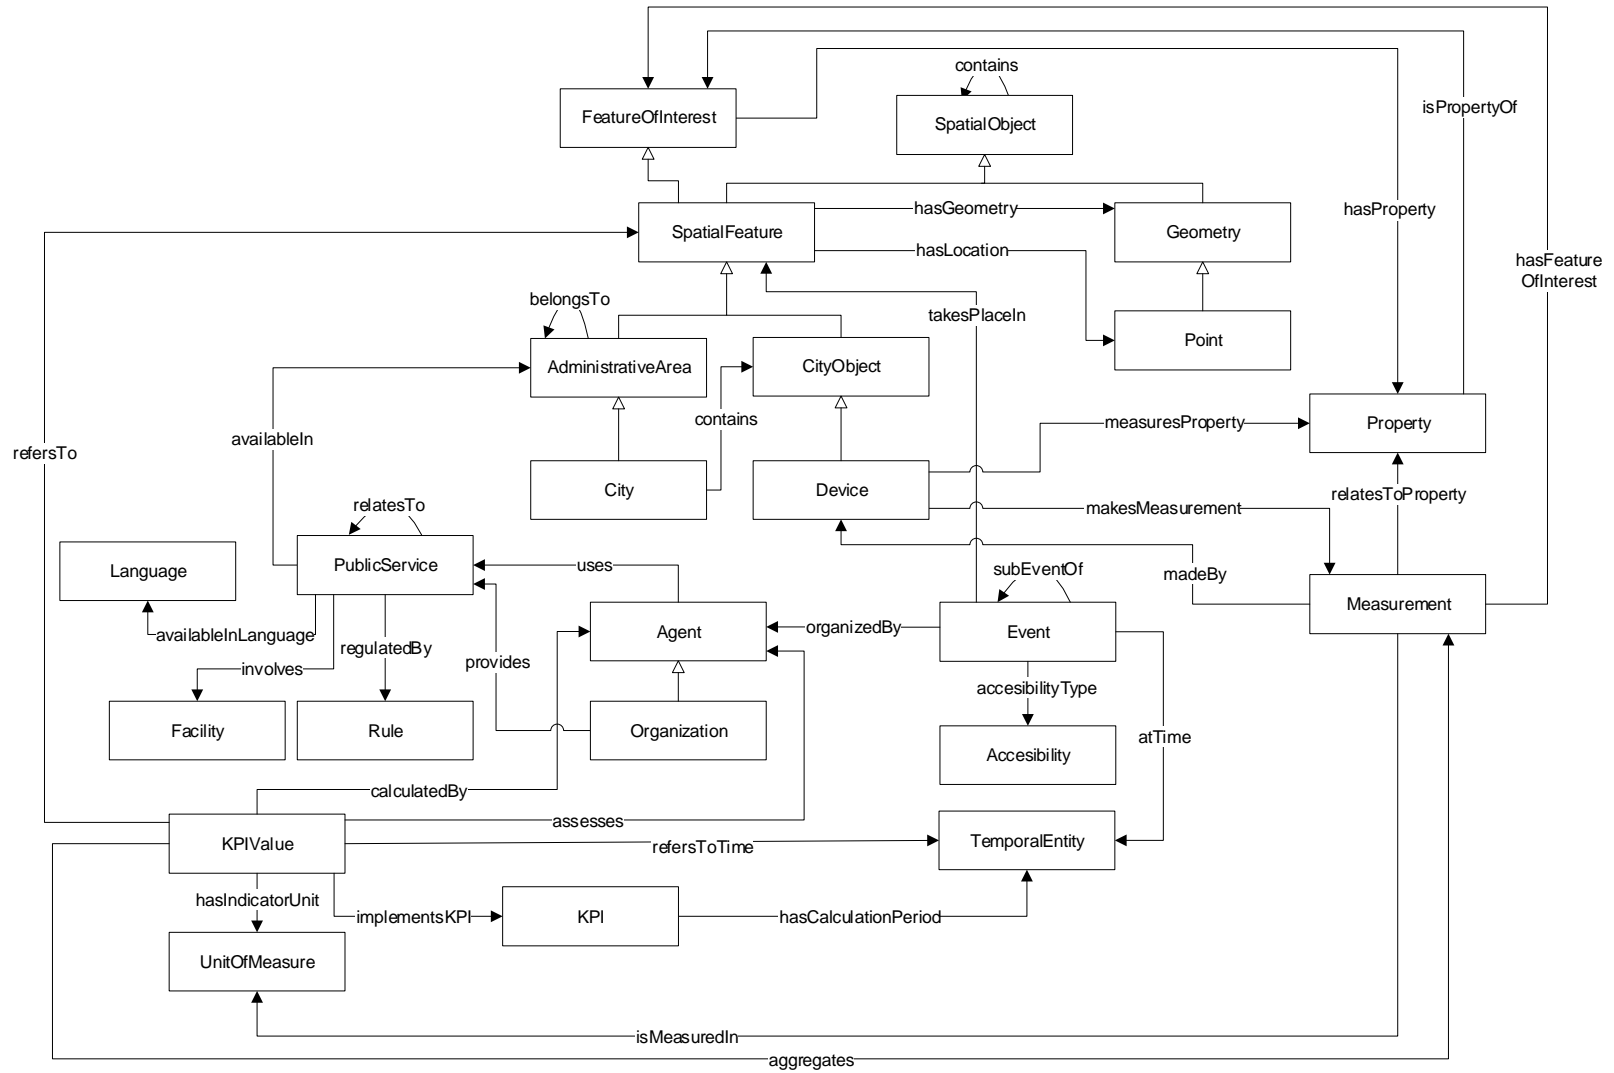 contains
FeatureOfInterest
SpatialObject
isPropertyOf
hasGeometry
hasProperty
SpatialFeature
Geometry
hasLocation
hasFeature
OfInterest
belongsTo
takesPlaceIn
Point
AdministrativeArea
CityObject
contains
measuresProperty
Property
availableIn
refersTo
City
Device
relatesToProperty
relatesTo
makesMeasurement
Language
PublicService
uses
subEventOf
madeBy
Measurement
availableInLanguage
Agent
organizedBy
Event
regulatedBy
involves
provides
accesibilityType
Facility
Rule
Organization
atTime
Accesibility
calculatedBy
assesses
KPIValue
refersToTime
TemporalEntity
hasIndicatorUnit
implementsKPI
KPI
hasCalculationPeriod
UnitOfMeasure
isMeasuredIn
aggregates